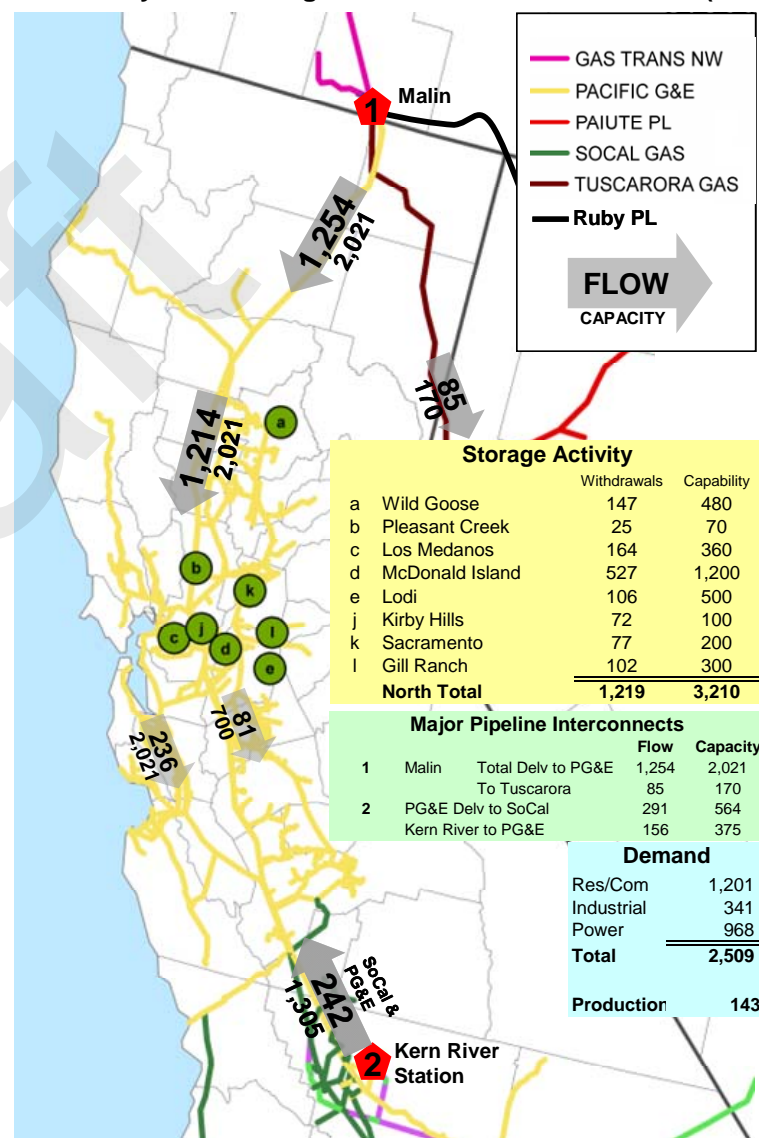 GAS TRANS NW
PACIFIC G&E
PAIUTE PL
SOCAL GAS
TUSCARORA GAS
Ruby PL
FLOW
CAPACITY
1 Malin
1,254
2,021
85
170
1,214
2,021
a
b
k
c
j
d
l
e
Storage Activity
Withdrawals Capability
a Wild Goose 147 480
b Pleasant Creek 25 70
c Los Medanos 164 360
d McDonald Island 527 1,200
e Lodi 106 500
j Kirby Hills 72 100
k Sacramento 77 200
l Gill Ranch 102 300
North Total 1,219 3,210
236
2,021
81
700
Major Pipeline Interconnects
Flow Capacity
1 Malin Total Delv to PG&E 1,254 2,021
To Tuscarora 85 170
2 PG&E Delv to SoCal 291 564
Kern River to PG&E 156 375
Demand
Res/Com 1,201
Industrial 341
Power 968
Total 2,509
Production 143
SoCal &
PG&E
242
1,305
2 Kern River
Station